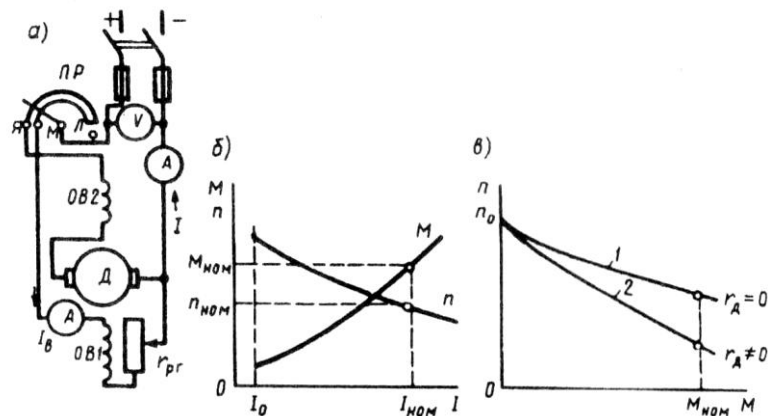 а)
+ −
ПР
Я М Л
V
A
ОВ2
I
Д
A
Iв
ОВ1
rрг
б)
М
n
Mном
nном
М
n
0
I₀
Iном I
в)
n
n₀
1
2
rд=0
rд≠0
0
Mном М